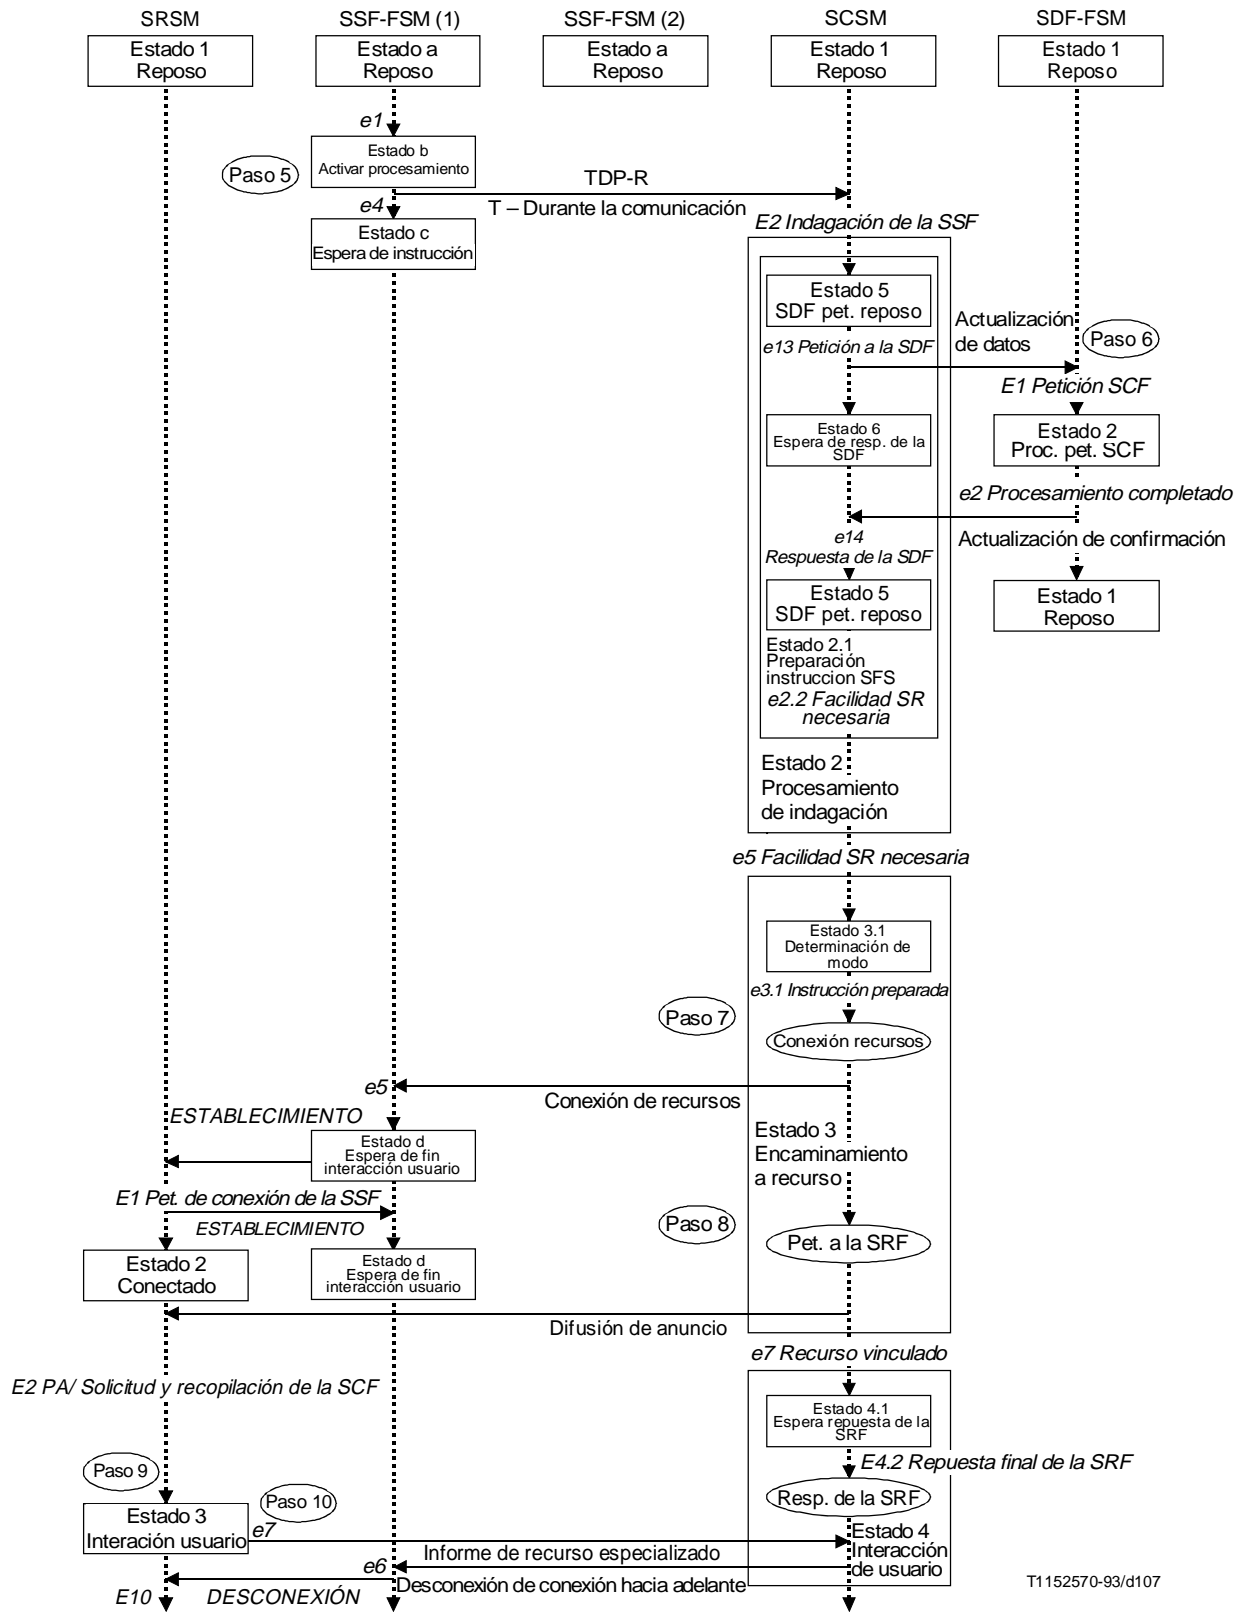 SRSM
SSF-FSM (1)
SSF-FSM (2)
SCSM
SDF-FSM
Estado 1
Reposo
Estado a
Reposo
Estado a
Reposo
Estado 1
Reposo
Estado 1
Reposo
e1
Estado b
Activar procesamiento
Paso 5
TDP-R
e4
T – Durante la comunicación
E2 Indagación de la SSF
Estado c
Espera de instrucción
Estado 5
SDF pet. reposo
Actualización
de datos
Paso 6
e13 Petición a la SDF
E1 Petición SCF
Estado 6
Espera de resp. de la
SDF
Estado 2
Proc. pet. SCF
e2 Procesamiento completado
e14
Respuesta de la SDF
Actualización de confirmación
Estado 5
SDF pet. reposo
Estado 1
Reposo
Estado 2.1
Preparación
instruccion SFS
e2.2 Facilidad SR
necesaria
Estado 2
Procesamiento
de indagación
e5 Facilidad SR necesaria
Estado 3.1
Determinación de
modo
e3.1 Instrucción preparada
Paso 7
Conexión recursos
e5
Conexión de recursos
ESTABLECIMIENTO
Estado d
Espera de fin
interacción usuario
Estado 3
Encaminamiento
a recurso
E1 Pet. de conexión de la SSF
ESTABLECIMIENTO
Paso 8
Pet. a la SRF
Estado 2
Conectado
Estado d
Espera de fin
interacción usuario
Difusión de anuncio
e7 Recurso vinculado
E2 PA/ Solicitud y recopilación de la SCF
Estado 4.1
Espera repuesta de la
SRF
E4.2 Repuesta final de la SRF
Paso 9
Paso 10
Resp. de la SRF
Estado 3
Interación usuario
e7
Informe de recurso especializado
Estado 4
Interacción
de usuario
e6
Desconexión de conexión hacia adelante
E10
DESCONEXIÓN
T1152570-93/d107